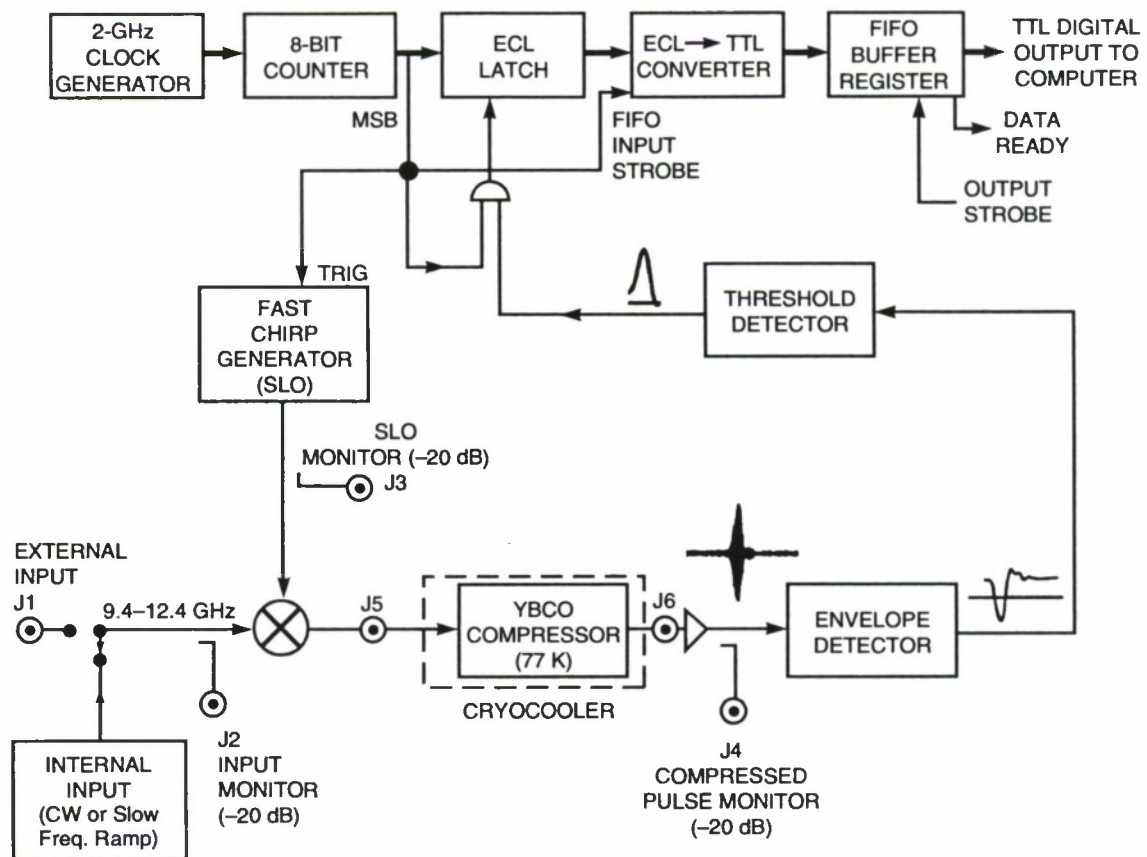 2-GHz
CLOCK
GENERATOR
8-BIT
COUNTER
ECL
LATCH
ECL → TTL
CONVERTER
FIFO
BUFFER
REGISTER
TTL DIGITAL
OUTPUT TO
COMPUTER
MSB
FIFO
INPUT
STROBE
DATA
READY
OUTPUT
STROBE
TRIG
FAST
CHIRP
GENERATOR
(SLO)
THRESHOLD
DETECTOR
SLO
MONITOR (–20 dB)
J3
EXTERNAL
INPUT
J1
9.4–12.4 GHz
J5
YBCO
COMPRESSOR
(77 K)
J6
ENVELOPE
DETECTOR
CRYOCOOLER
J2
INPUT
MONITOR
(–20 dB)
J4
COMPRESSED
PULSE MONITOR
(–20 dB)
INTERNAL
INPUT
(CW or Slow
Freq. Ramp)